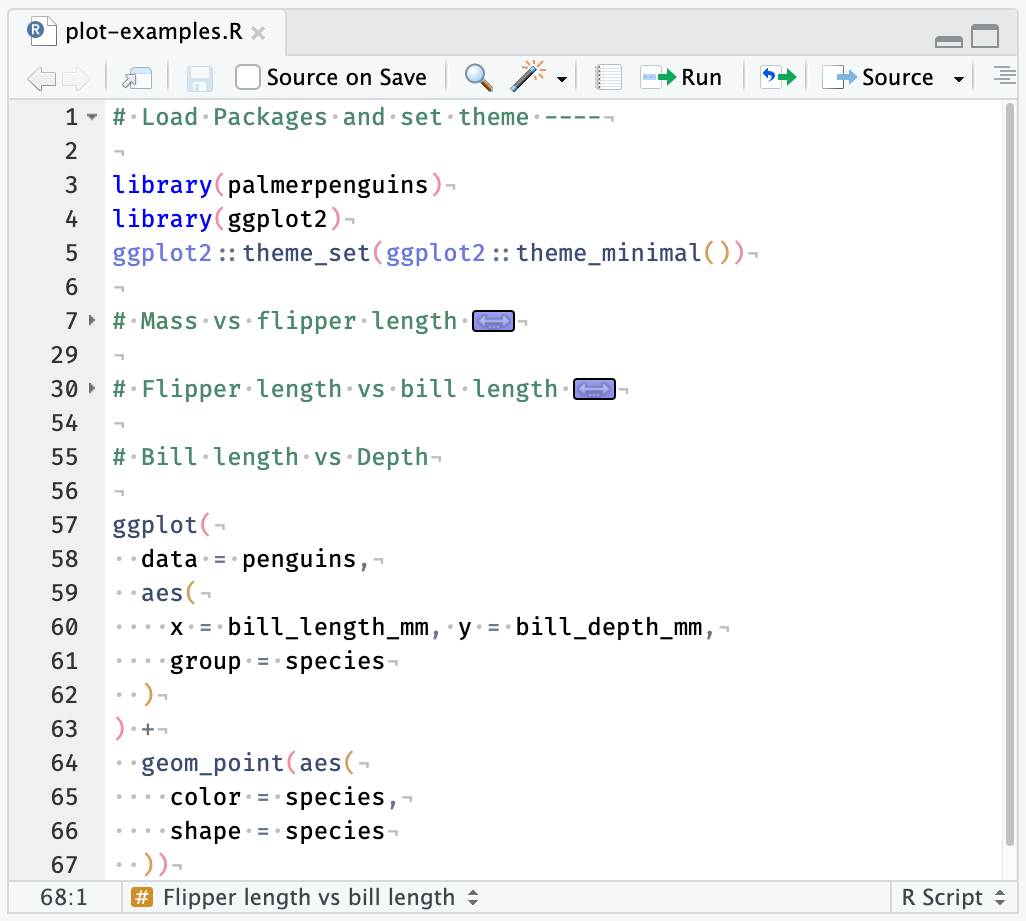 plot-examples.R
Source on Save Run Source
1 # Load Packages and set theme ----
2
3 library(palmerpenguins)
4 library(ggplot2)
5 ggplot2::theme_set(ggplot2::theme_minimal())
6
7 # Mass vs flipper length
29
30 # Flipper length vs bill length
54
55 # Bill length vs Depth
56
57 ggplot(
58   data = penguins,
59   aes(
60     x = bill_length_mm, y = bill_depth_mm,
61     group = species
62   )
63 ) +
64   geom_point(aes(
65     color = species,
66     shape = species
67   ))
68:1 # Flipper length vs bill length R Script